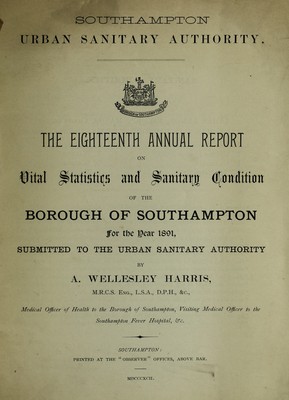 SOUTHAMPTON
URBAN SANITARY AUTHORITY.
THE EIGHTEENTH ANNUAL REPORT
ON
Vital Statistics and Sanitary Condition
OF THE
BOROUGH OF SOUTHAMPTON
For the Year 1891,
SUBMITTED TO THE URBAN SANITARY AUTHORITY
BY
A. WELLESLEY HARRIS,
M.R.C.S. Eng., L.S.A., D.P.H., &c.,
Medical Officer of Health to the Borough of Southampton, Visiting Medical Officer to the
Southampton Fever Hospital, &c.
SOUTHAMPTON:
PRINTED AT THE "OBSERVER" OFFICES, ABOVE BAR.
MDCCCXCII.